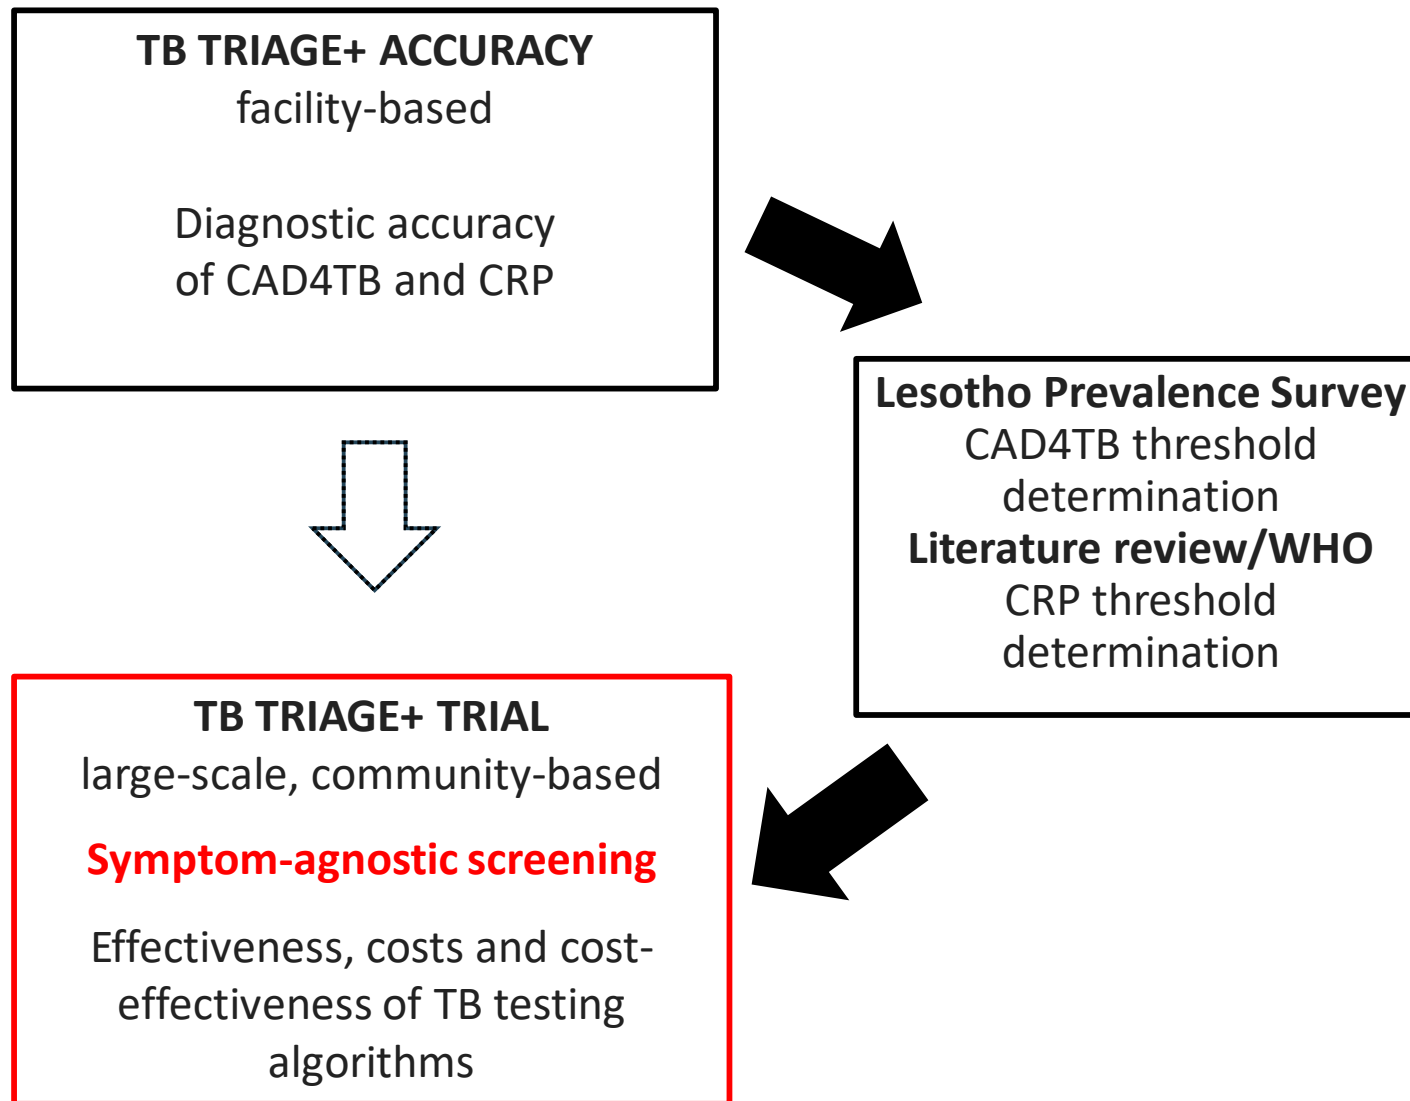 TB TRIAGE+ ACCURACY
facility-based
Diagnostic accuracy
of CAD4TB and CRP
Lesotho Prevalence Survey
CAD4TB threshold
determination
Literature review/WHO
CRP threshold
determination
TB TRIAGE+ TRIAL
large-scale, community-based
Symptom-agnostic screening
Effectiveness, costs and cost-
effectiveness of TB testing
algorithms